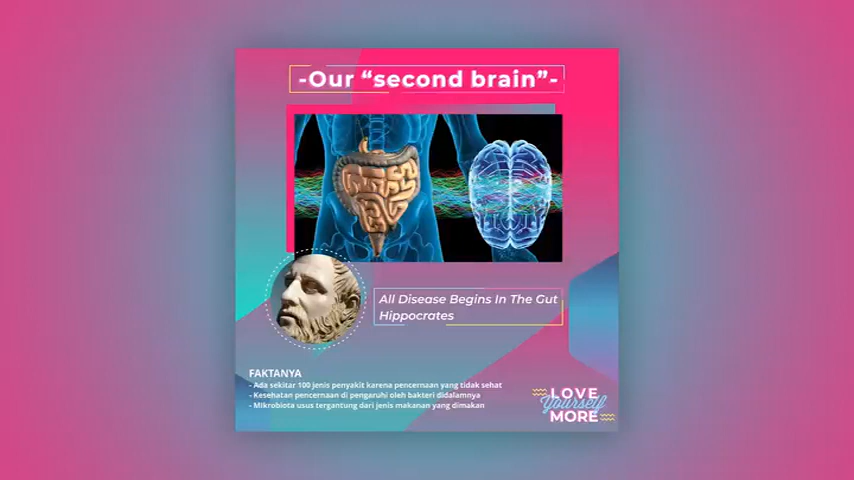 -Our “second brain”-
All Disease Begins In The Gut
Hippocrates
FAKTANYA
- Ada sekitar 100 jenis penyakit karena pencernaan yang tidak sehat
- Kesehatan pencernaan di pengaruhi oleh bakteri didalamnya
- Mikrobiota usus tergantung dari jenis makanan yang dimakan
LOVE
Yourself
MORE